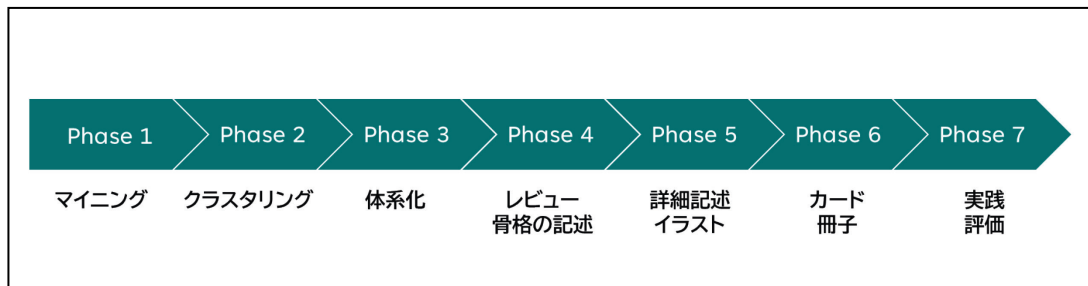 Phase 1
Phase 2
Phase 3
Phase 4
Phase 5
Phase 6
Phase 7
マイニング
クラスタリング
体系化
レビュー
骨格の記述
詳細記述
イラスト
カード
冊子
実践
評価